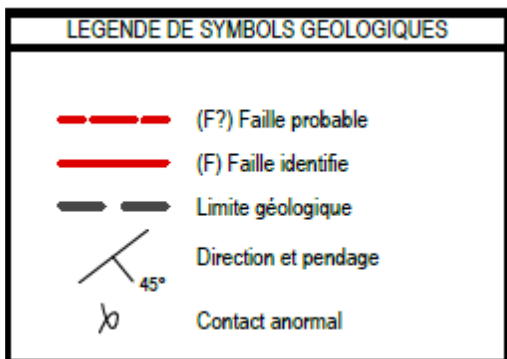 LEGENDE DE SYMBOLS GEOLOGIQUES
(F?) Faille probable
(F) Faille identifie
Limite géologique
Direction et pendage
45°
Contact anormal